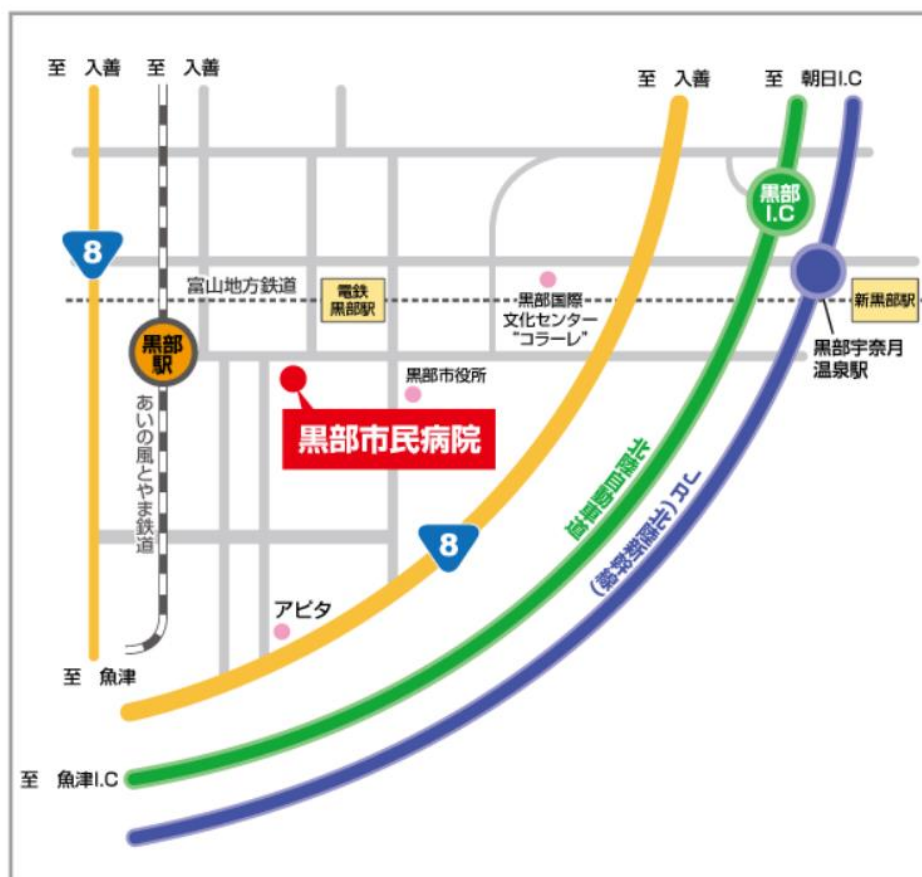 至 入善
至 入善
至 入善
至 朝日I.C
黒部
I.C
8
富山地方鉄道
電鉄
黒部駅
黒部国際
文化センター
"コラーレ"
新黒部駅
黒部
駅
黒部宇奈月
温泉駅
黒部市役所
黒部市民病院
あいの風とやま鉄道
北陸自動車道
JR(北陸新幹線)
8
アピタ
至 魚津
至 魚津I.C